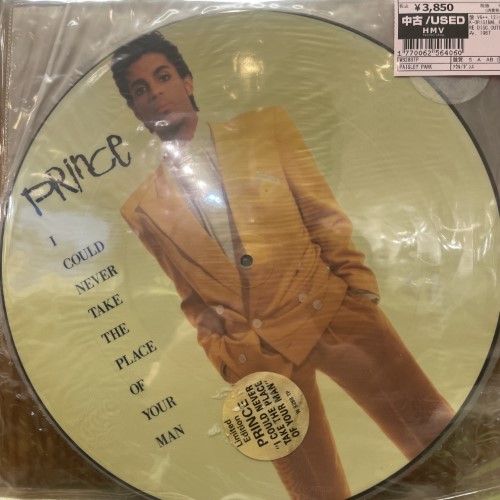 ¥3,850
中古/USED
HMV
1770062564060
PAISLEY PARK
PRINCE
I
COULD
NEVER
TAKE
THE
PLACE
OF
YOUR
MAN
Limited
Edition
PRINCE
"I COULD NEVER
TAKE THE PLACE
OF YOUR MAN"